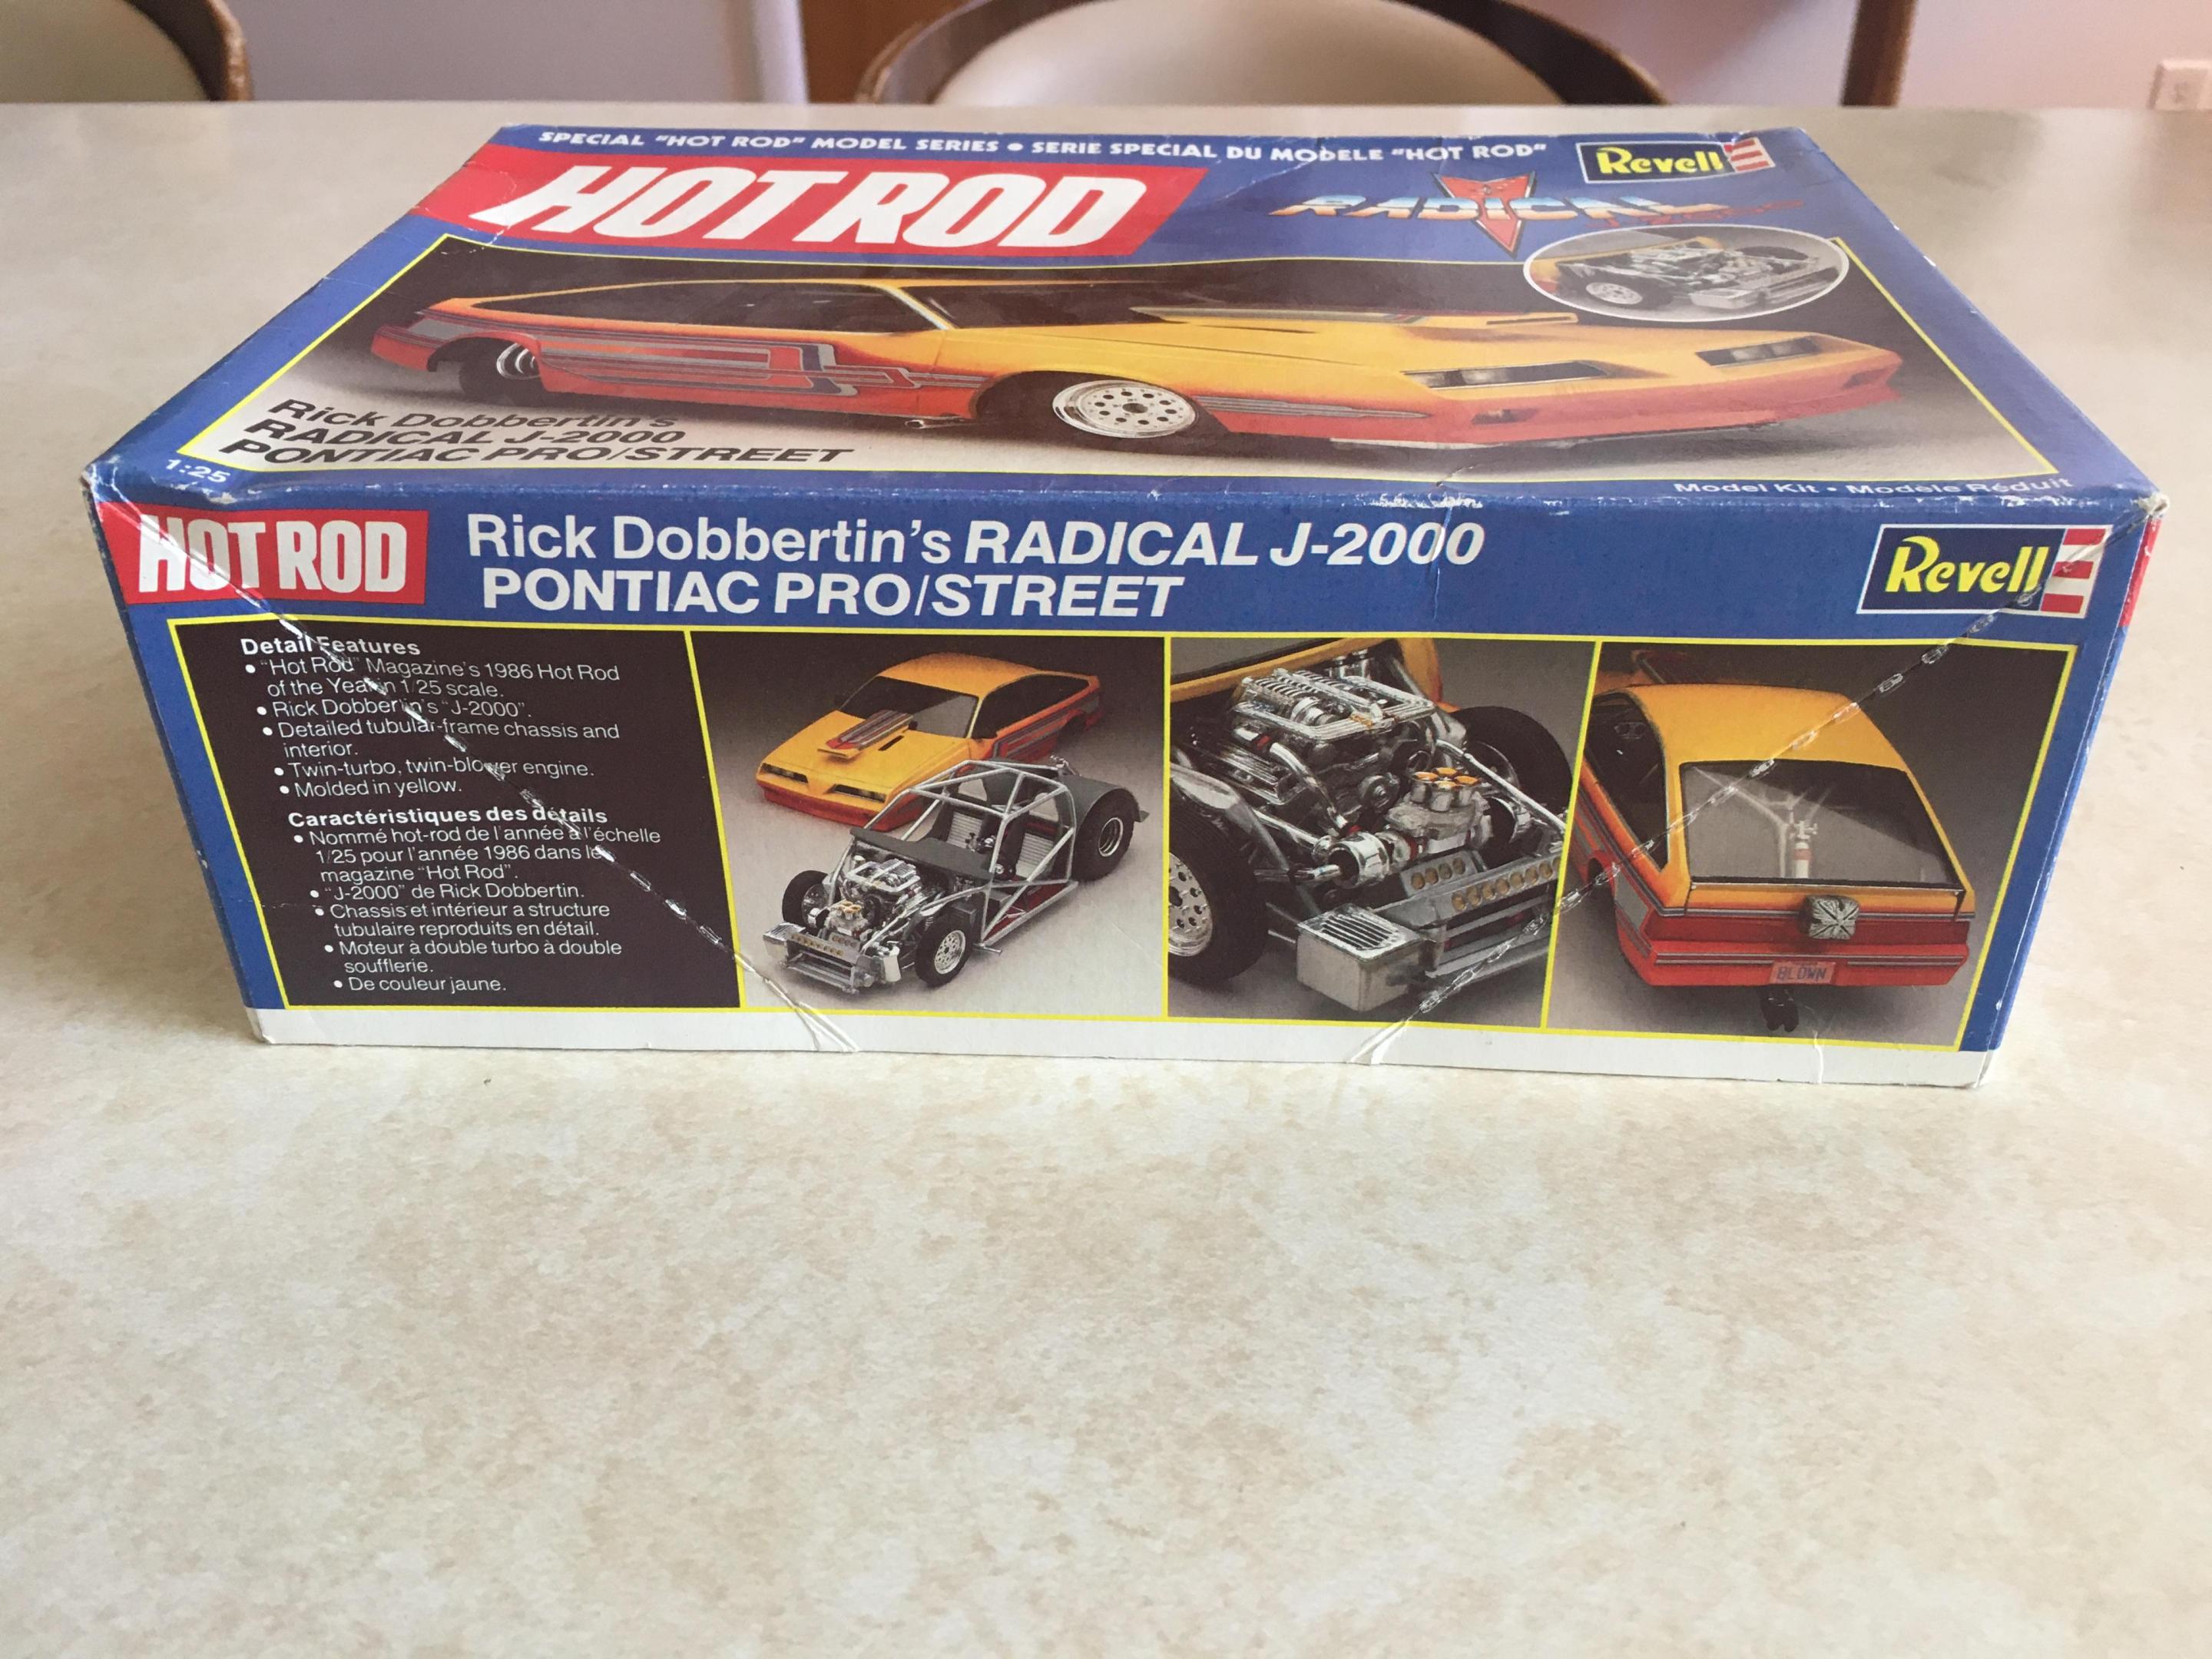 SPECIAL "HOT ROD" MODEL SERIES • SERIE SPECIAL DU MODELE "HOT ROD"
Revell
HOT ROD
RADICAL
Rick Dobbertin's
RADICAL J-2000
PONTIAC PRO/STREET
1:25
Model Kit • Modèle Réduit
HOT ROD
Rick Dobbertin's RADICAL J-2000
PONTIAC PRO/STREET
Revell
Detail Features
• "Hot Rod" Magazine's 1986 Hot Rod
of the Year in 1/25 scale.
• Rick Dobbertin's "J-2000".
• Detailed tubular-frame chassis and
interior.
• Twin-turbo, twin-blower engine.
• Molded in yellow.
Caractéristiques des détails
• Nommé hot-rod de l'année à l'échelle
1/25 pour l'année 1986 dans le
magazine "Hot Rod".
• "J-2000" de Rick Dobbertin.
• Chassis et intérieur a structure
tubulaire reproduits en détail.
• Moteur à double turbo à double
soufflerie.
• De couleur jaune.
BLOWN